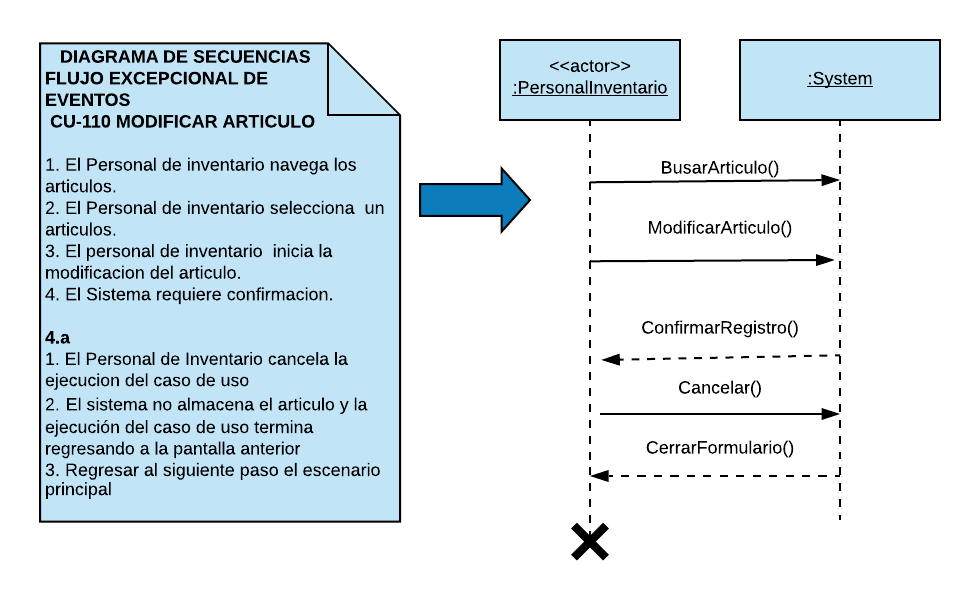 DIAGRAMA DE SECUENCIAS
FLUJO EXCEPCIONAL DE
EVENTOS
CU-110 MODIFICAR ARTICULO
1. El Personal de inventario navega los
articulos.
2. El Personal de inventario selecciona un
articulos.
3. El personal de inventario inicia la
modificacion del articulo.
4. El Sistema requiere confirmacion.
4.a
1. El Personal de Inventario cancela la
ejecucion del caso de uso
2. El sistema no almacena el articulo y la
ejecución del caso de uso termina
regresando a la pantalla anterior
3. Regresar al siguiente paso el escenario
principal
<<actor>>
:PersonalInventario
:System
BusarArticulo()
ModificarArticulo()
ConfirmarRegistro()
Cancelar()
CerrarFormulario()